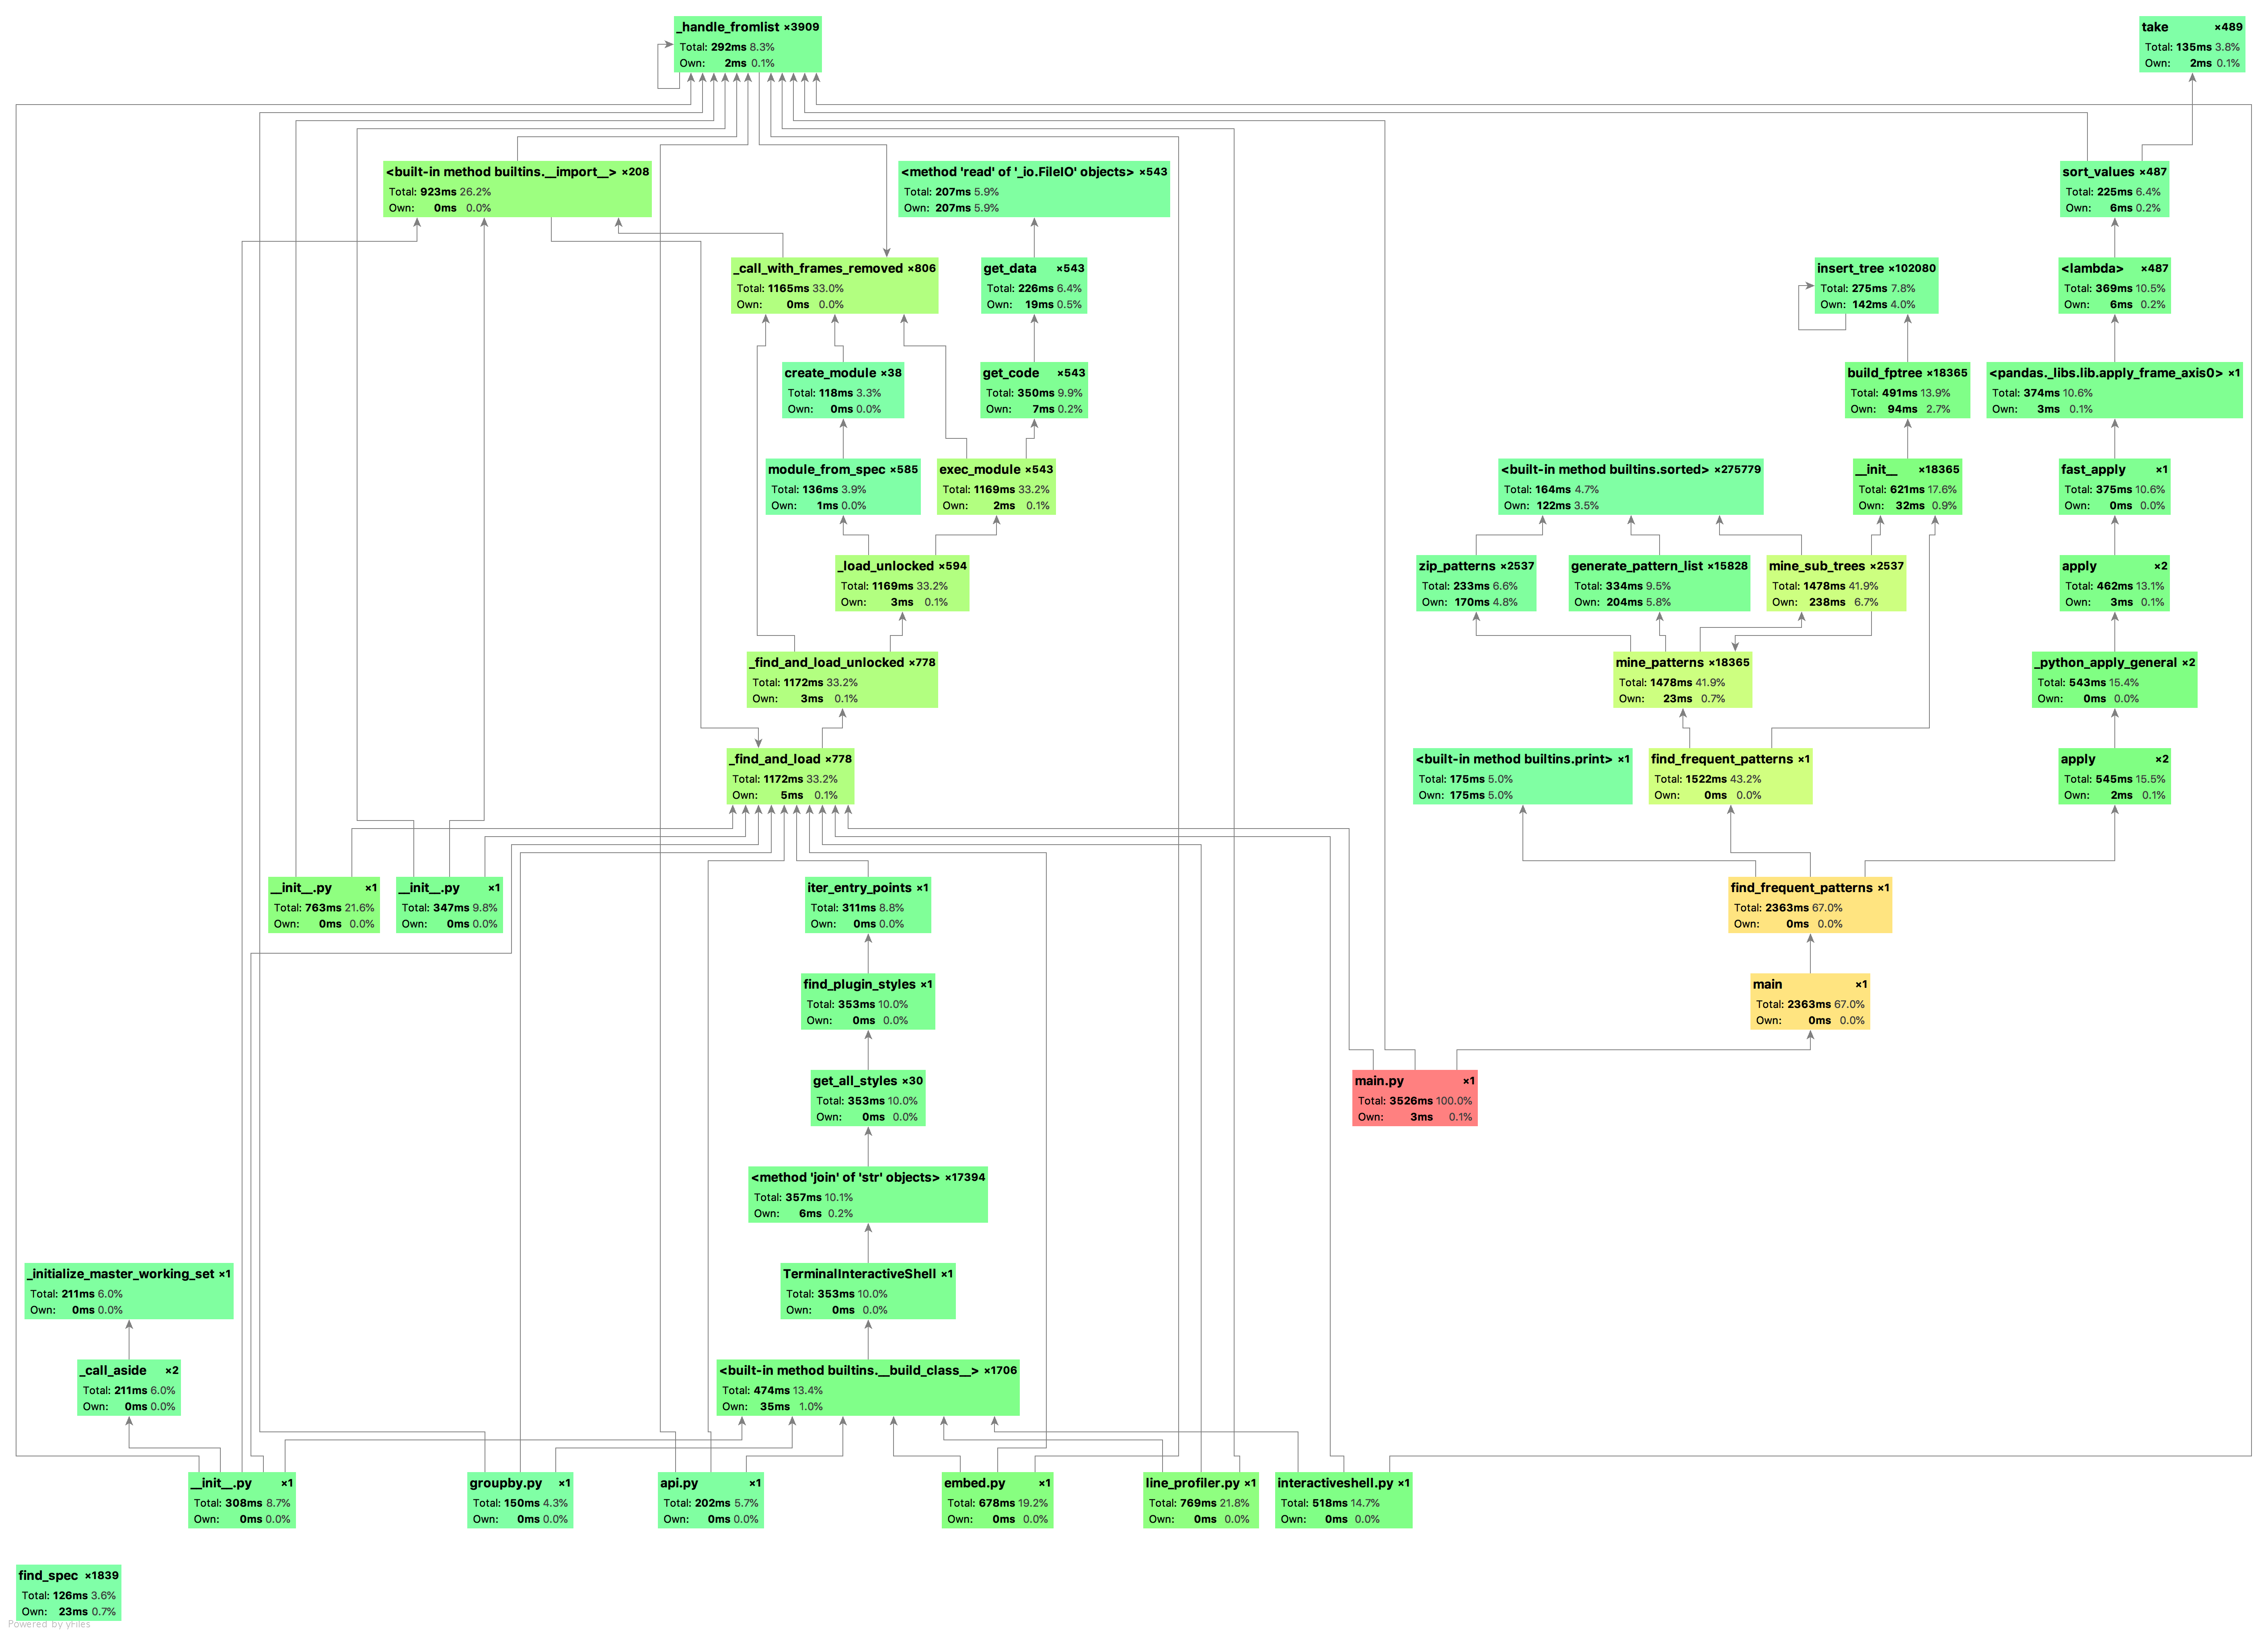 _handle_fromlist ×3909
Total: 292ms 8.3%
Own: 2ms 0.1%
take ×489
Total: 135ms 3.8%
Own: 2ms 0.1%
<built-in method builtins.__import__> ×208
Total: 923ms 26.2%
Own: 0ms 0.0%
<method 'read' of '_io.FileIO' objects> ×543
Total: 207ms 5.9%
Own: 207ms 5.9%
sort_values ×487
Total: 225ms 6.4%
Own: 6ms 0.2%
_call_with_frames_removed ×806
Total: 1165ms 33.0%
Own: 0ms 0.0%
get_data ×543
Total: 226ms 6.4%
Own: 19ms 0.5%
insert_tree ×102080
Total: 275ms 7.8%
Own: 142ms 4.0%
<lambda> ×487
Total: 369ms 10.5%
Own: 6ms 0.2%
create_module ×38
Total: 118ms 3.3%
Own: 0ms 0.0%
get_code ×543
Total: 350ms 9.9%
Own: 7ms 0.2%
build_fptree ×18365
Total: 491ms 13.9%
Own: 94ms 2.7%
<pandas._libs.lib.apply_frame_axis0> ×1
Total: 374ms 10.6%
Own: 3ms 0.1%
module_from_spec ×585
Total: 136ms 3.9%
Own: 1ms 0.0%
exec_module ×543
Total: 1169ms 33.2%
Own: 2ms 0.1%
<built-in method builtins.sorted> ×275779
Total: 164ms 4.7%
Own: 122ms 3.5%
__init__ ×18365
Total: 621ms 17.6%
Own: 32ms 0.9%
fast_apply ×1
Total: 375ms 10.6%
Own: 0ms 0.0%
_load_unlocked ×594
Total: 1169ms 33.2%
Own: 3ms 0.1%
zip_patterns ×2537
Total: 233ms 6.6%
Own: 170ms 4.8%
generate_pattern_list ×15828
Total: 334ms 9.5%
Own: 204ms 5.8%
mine_sub_trees ×2537
Total: 1478ms 41.9%
Own: 238ms 6.7%
apply ×2
Total: 462ms 13.1%
Own: 3ms 0.1%
_find_and_load_unlocked ×778
Total: 1172ms 33.2%
Own: 3ms 0.1%
mine_patterns ×18365
Total: 1478ms 41.9%
Own: 23ms 0.7%
_python_apply_general ×2
Total: 543ms 15.4%
Own: 0ms 0.0%
_find_and_load ×778
Total: 1172ms 33.2%
Own: 5ms 0.1%
<built-in method builtins.print> ×1
Total: 175ms 5.0%
Own: 175ms 5.0%
find_frequent_patterns ×1
Total: 1522ms 43.2%
Own: 0ms 0.0%
apply ×2
Total: 545ms 15.5%
Own: 2ms 0.1%
__init__.py ×1
Total: 763ms 21.6%
Own: 0ms 0.0%
__init__.py ×1
Total: 347ms 9.8%
Own: 0ms 0.0%
iter_entry_points ×1
Total: 311ms 8.8%
Own: 0ms 0.0%
find_frequent_patterns ×1
Total: 2363ms 67.0%
Own: 0ms 0.0%
find_plugin_styles ×1
Total: 353ms 10.0%
Own: 0ms 0.0%
main ×1
Total: 2363ms 67.0%
Own: 0ms 0.0%
get_all_styles ×30
Total: 353ms 10.0%
Own: 0ms 0.0%
main.py ×1
Total: 3526ms 100.0%
Own: 3ms 0.1%
<method 'join' of 'str' objects> ×17394
Total: 357ms 10.1%
Own: 6ms 0.2%
_initialize_master_working_set ×1
Total: 211ms 6.0%
Own: 0ms 0.0%
TerminalInteractiveShell ×1
Total: 353ms 10.0%
Own: 0ms 0.0%
_call_aside ×2
Total: 211ms 6.0%
Own: 0ms 0.0%
<built-in method builtins.__build_class__> ×1706
Total: 474ms 13.4%
Own: 35ms 1.0%
__init__.py ×1
Total: 308ms 8.7%
Own: 0ms 0.0%
groupby.py ×1
Total: 150ms 4.3%
Own: 0ms 0.0%
api.py ×1
Total: 202ms 5.7%
Own: 0ms 0.0%
embed.py ×1
Total: 678ms 19.2%
Own: 0ms 0.0%
line_profiler.py ×1
Total: 769ms 21.8%
Own: 0ms 0.0%
interactiveshell.py ×1
Total: 518ms 14.7%
Own: 0ms 0.0%
find_spec ×1839
Total: 126ms 3.6%
Own: 23ms 0.7%
Powered by yFiles